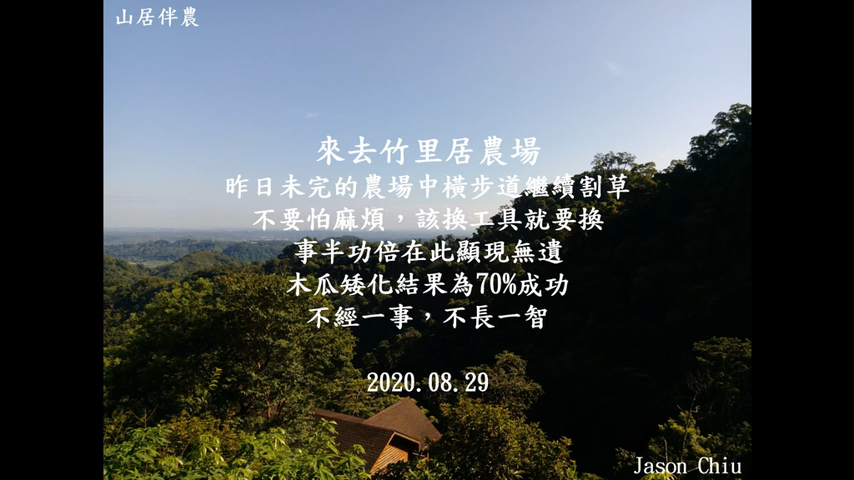 山居伴農
來去竹里居農場
昨日未完的農場中橫步道繼續割草
不要怕麻煩，該換工具就要換
事半功倍在此顯現無遺
木瓜矮化結果為70%成功
不經一事，不長一智
2020.08.29
Jason Chiu